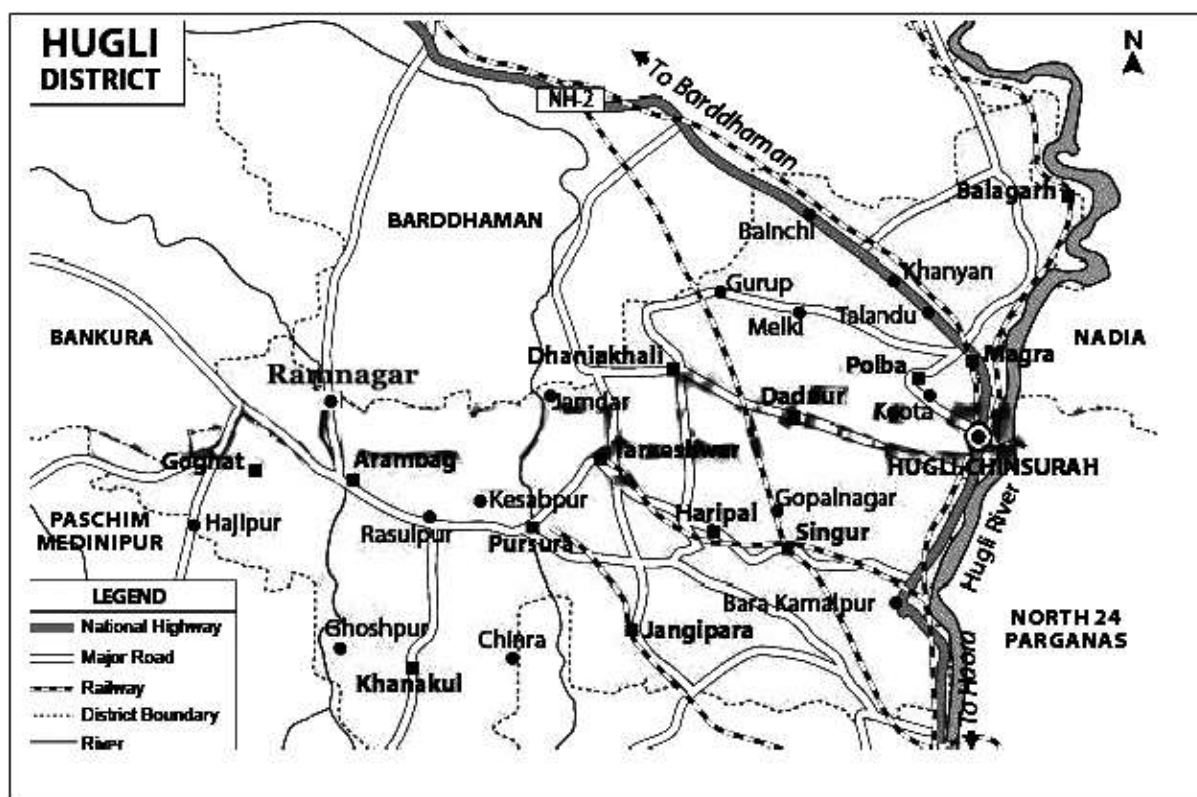 HUGLI
DISTRICT
N
To Barddhaman
NH-2
BARDDHAMAN
Balagarh
Bainchi
Khanyan
Gurup
Melki
Talandu
BANKURA
NADIA
Dhaniakhali
Polba
Magra
Ramnagar
Jamdar
Dadpur
Kota
Tarkeshwar
Goghat
Arambag
HUGLI-CHINSURAH
Kesabpur
Gopalnagar
PASCHIM
MEDINIPUR
Hajipur
Rasulpur
Pursura
Haripal
Singur
Hugli River
LEGEND
National Highway
Major Road
Railway
District Boundary
River
Bara Kamalpur
NORTH 24
PARGANAS
Ghoshpur
Chinra
Jangipara
Khanakul
To Haora